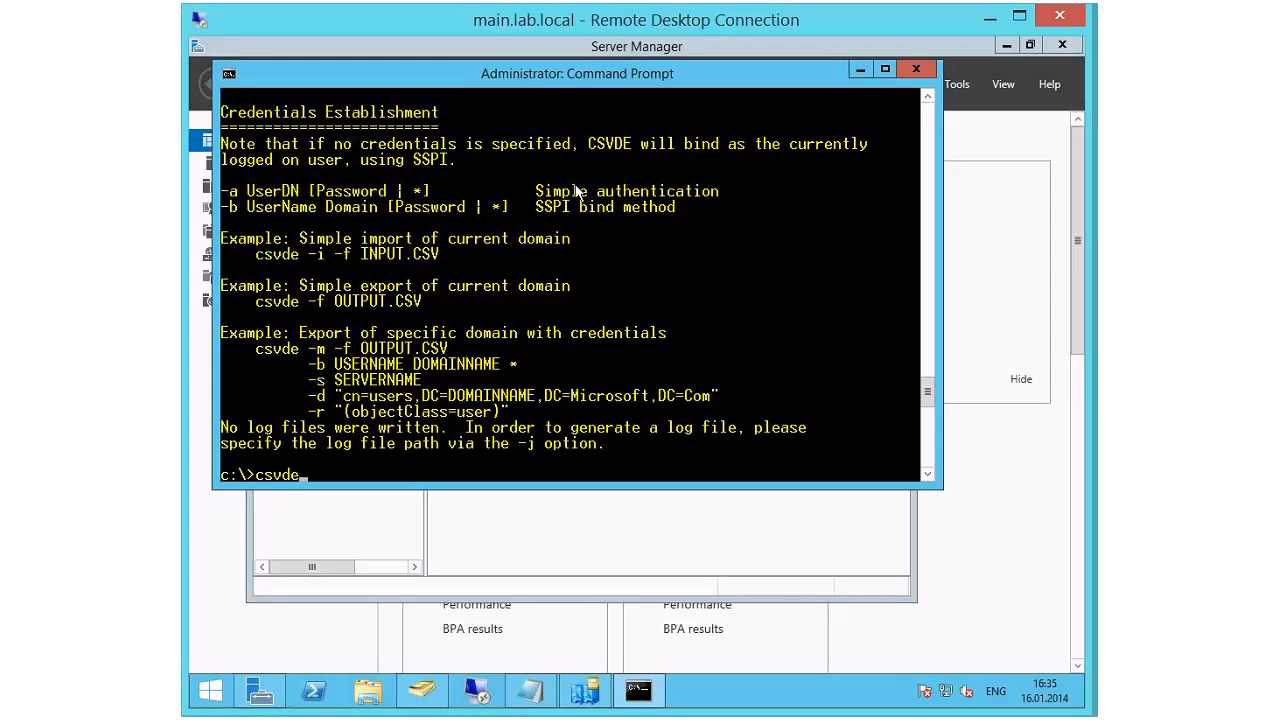 main.lab.local - Remote Desktop Connection
Server Manager
Administrator: Command Prompt
Tools View Help
Credentials Establishment
=========================
Note that if no credentials is specified, CSVDE will bind as the currently
logged on user, using SSPI.
-a UserDN [Password | *] Simple authentication
-b UserName Domain [Password | *] SSPI bind method
Example: Simple import of current domain
csvde -i -f INPUT.CSV
Example: Simple export of current domain
csvde -f OUTPUT.CSV
Example: Export of specific domain with credentials
csvde -m -f OUTPUT.CSV
-b USERNAME DOMAINNAME *
-s SERVERNAME
-d "cn=users,DC=DOMAINNAME,DC=Microsoft,DC=Com"
-r "(objectClass=user)"
No log files were written. In order to generate a log file, please
specify the log file path via the -j option.
c:\>csvde_
Hide
Performance Performance
BPA results BPA results
ENG
16:35
16.01.2014